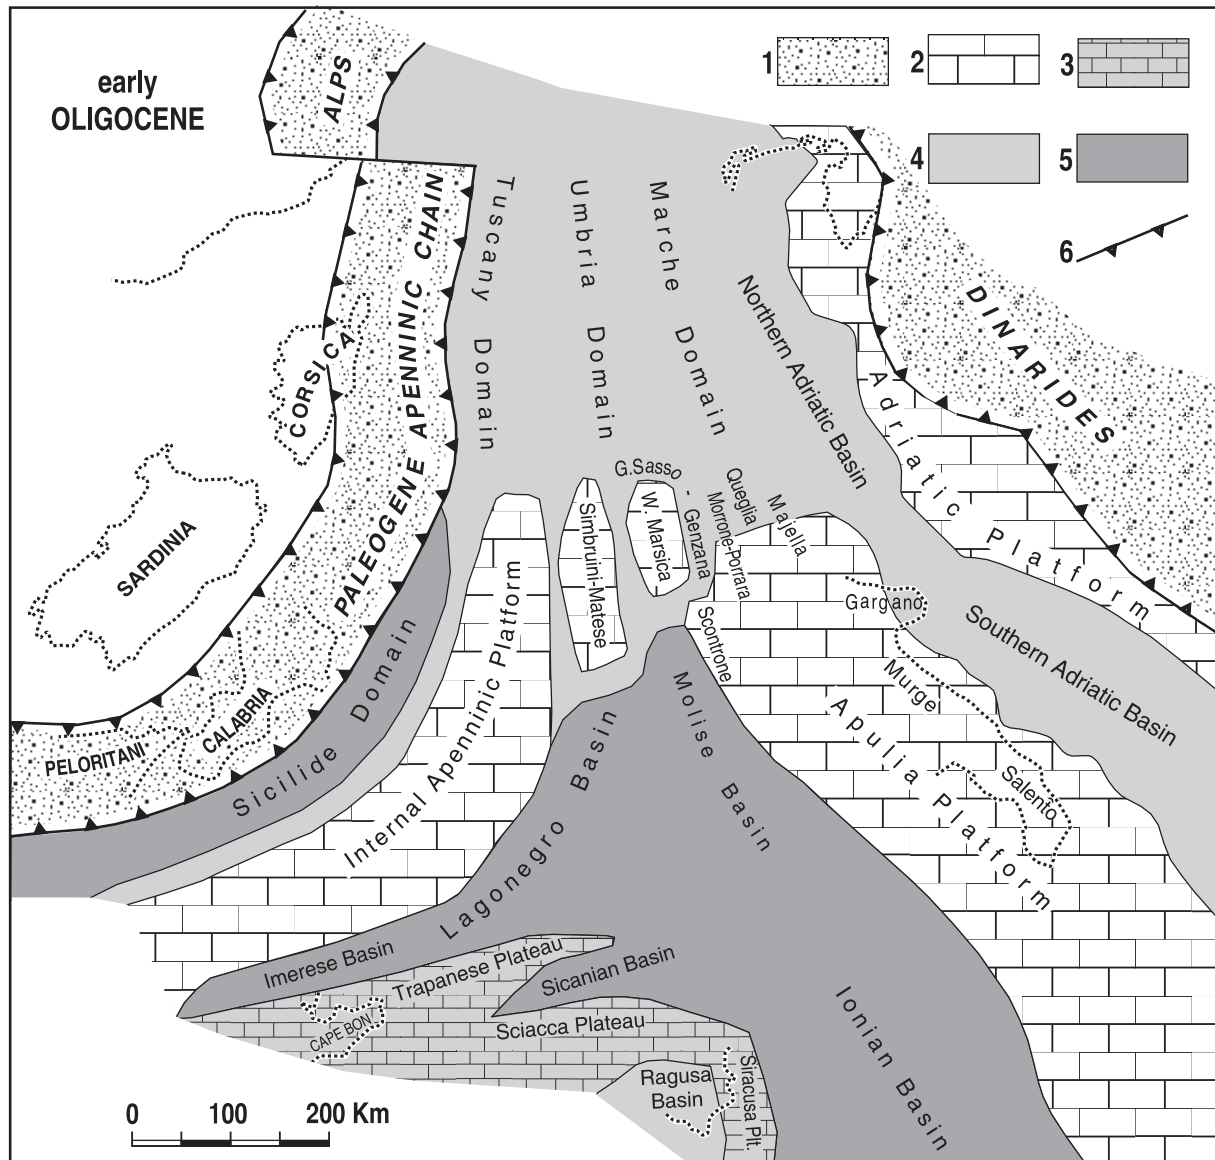 early
OLIGOCENE
1
2
3
4
5
6
ALPS
PALEOGENE APENNINIC CHAIN
CORSICA
SARDINIA
PELORITANI
CALABRIA
Tuscany Domain
Umbria Domain
Marche Domain
Northern Adriatic Basin
DINARIDES
Adriatic Platform
Southern Adriatic Basin
G.Sasso - Genzana
Queglia
Morrone-Porrara
Majella
W. Marsica
Simbruini-Matese
Scontrone
Gargano
Murge
Salento
Apulia Platform
Internal Apenninic Platform
Sicilide Domain
Lagonegro Basin
Molise Basin
Imerese Basin
Trapanese Plateau
Sicanian Basin
CAPE BON
Sciacca Plateau
Ragusa
Basin
Siracusa Plt.
Ionian Basin
0 100 200 Km